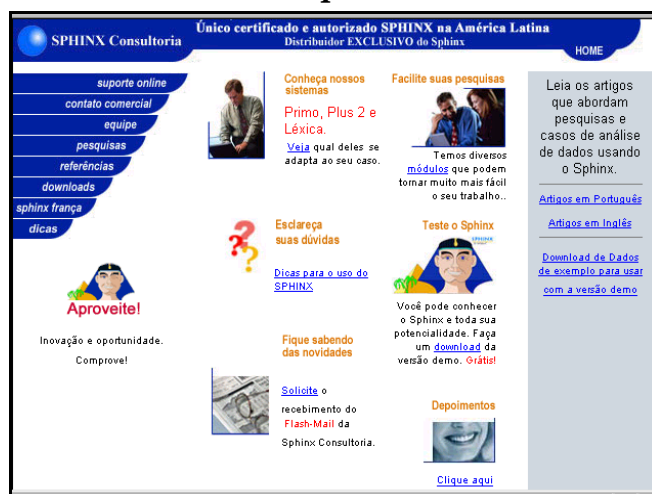 SPHINX Consultoria
Único certificado e autorizado SPHINX na América Latina
Distribuidor EXCLUSIVO do Sphinx
HOME
suporte online
contato comercial
equipe
pesquisas
referências
downloads
sphinx frança
dicas
Aproveite!
Inovação e oportunidade.
Comprove!
Conheça nossos
sistemas
Primo, Plus 2 e
Léxica.
Veja qual deles se
adapta ao seu caso.
Facilite suas pesquisas
Temos diversos
módulos que podem
tornar muito mais fácil
o seu trabalho..
Esclareça
suas dúvidas
Dicas para o uso do
SPHINX
Teste o Sphinx
SPHINX
Você pode conhecer
o Sphinx e toda sua
potencialidade. Faça
um download da
versão demo. Grátis!
Fique sabendo
das novidades
Solicite o
recebimento do
Flash-Mail da
Sphinx Consultoria.
Depoimentos
Clique aqui
Leia os artigos
que abordam
pesquisas e
casos de análise
de dados usando
o Sphinx.
Artigos em Português
Artigos em Inglês
Download de Dados
de exemplo para usar
com a versão demo